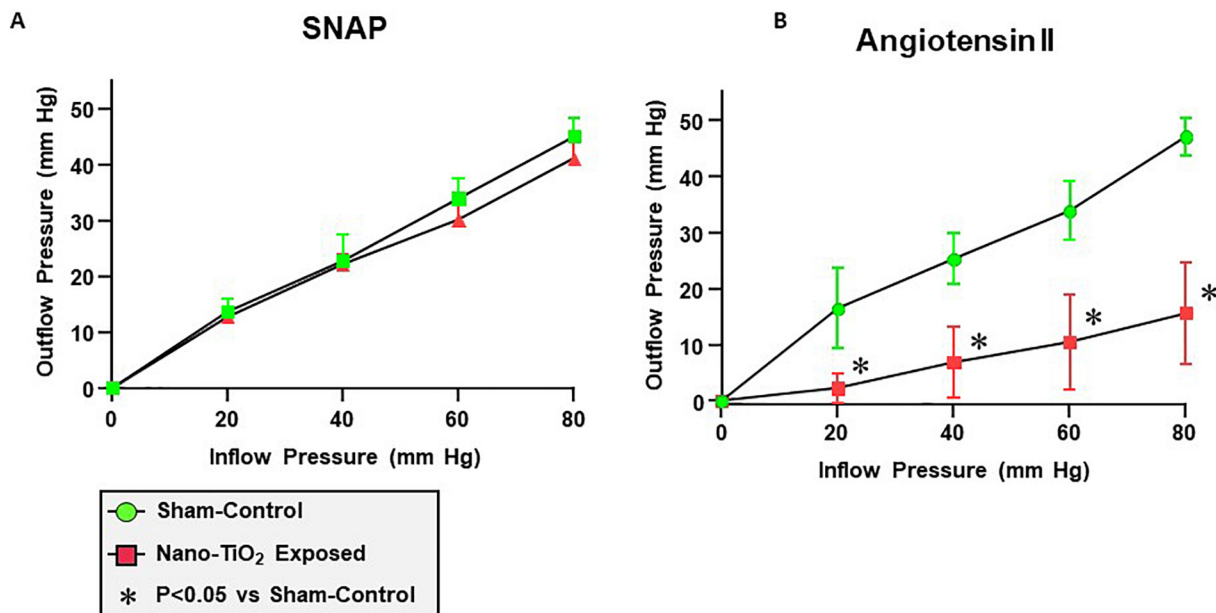 A
SNAP
Outflow Pressure (mm Hg)
50
40
30
20
10
0
0 20 40 60 80
Inflow Pressure (mm Hg)
B
Angiotensin II
Outflow Pressure (mm Hg)
50
40
30
20
10
0
* * * *
0 20 40 60 80
Inflow Pressure (mm Hg)
Sham-Control
Nano-TiO₂ Exposed
* P<0.05 vs Sham-Control